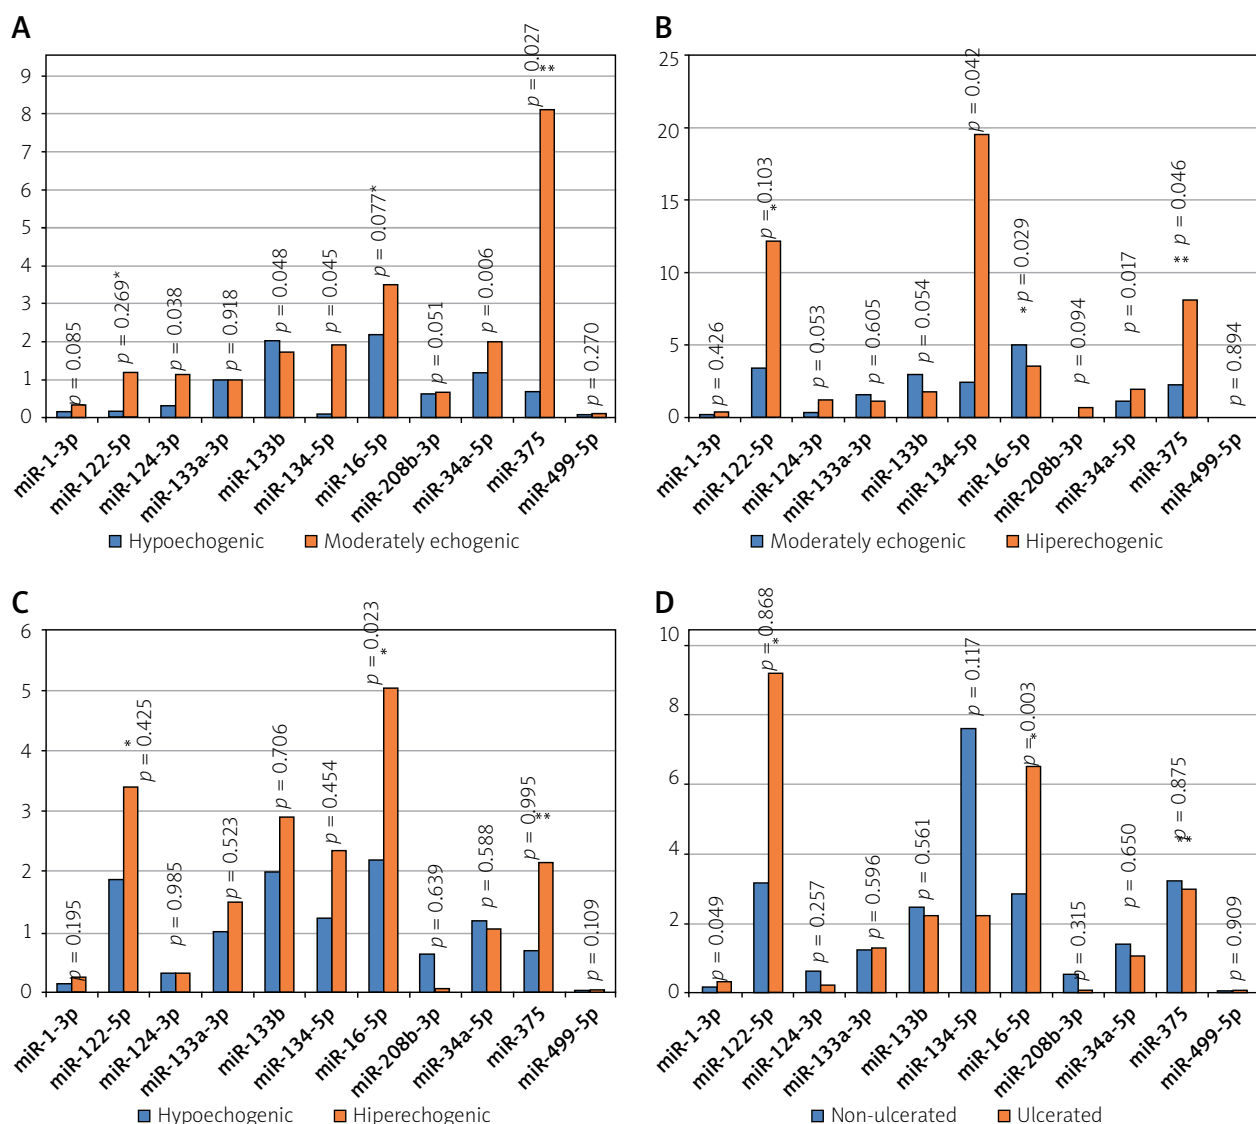 A
9
8
7
6
5
4
3
2
1
0
p = 0.085
p = 0.269*
p = 0.038
p = 0.918
p = 0.048
p = 0.045
p = 0.077*
p = 0.051
p = 0.006
p = 0.027
**
p = 0.270
miR-1-3p
miR-122-5p
miR-124-3p
miR-133a-3p
miR-133b
miR-134-5p
miR-16-5p
miR-208b-3p
miR-34a-5p
miR-375
miR-499-5p
Hypoechogenic Moderately echogenic
B
25
20
15
10
5
0
p = 0.426
p = 0.103
*
p = 0.053
p = 0.605
p = 0.054
p = 0.042
* p = 0.029
p = 0.094
p = 0.017
** p = 0.046
p = 0.894
miR-1-3p
miR-122-5p
miR-124-3p
miR-133a-3p
miR-133b
miR-134-5p
miR-16-5p
miR-208b-3p
miR-34a-5p
miR-375
miR-499-5p
Moderately echogenic Hiperechogenic
C
6
5
4
3
2
1
0
p = 0.195
*
p = 0.425
p = 0.985
p = 0.523
p = 0.706
p = 0.454
p = 0.023
*
p = 0.639
p = 0.588
p = 0.995
**
p = 0.109
miR-1-3p
miR-122-5p
miR-124-3p
miR-133a-3p
miR-133b
miR-134-5p
miR-16-5p
miR-208b-3p
miR-34a-5p
miR-375
miR-499-5p
Hypoechogenic Hiperechogenic
D
10
8
6
4
2
0
p = 0.049
p = 0.868
*
p = 0.257
p = 0.596
p = 0.561
p = 0.117
p = 0.003
*
p = 0.315
p = 0.650
p = 0.875
**
p = 0.909
miR-1-3p
miR-122-5p
miR-124-3p
miR-133a-3p
miR-133b
miR-134-5p
miR-16-5p
miR-208b-3p
miR-34a-5p
miR-375
miR-499-5p
Non-ulcerated Ulcerated